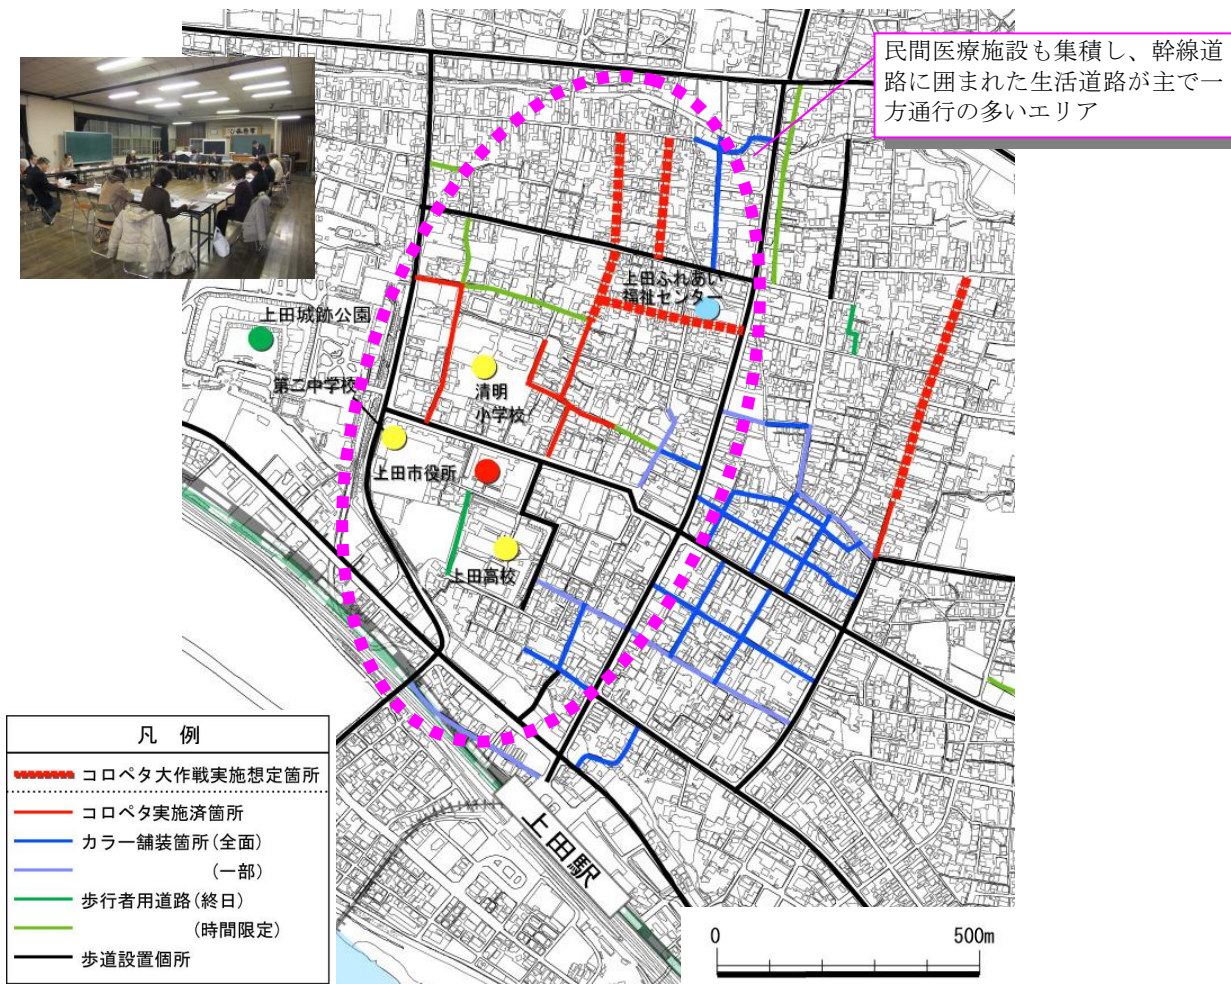 民間医療施設も集積し、幹線道
路に囲まれた生活道路が主で一
方通行の多いエリア
上田ふれあい
福祉センター
上田城跡公園
第二中学校
清明
小学校
上田市役所
上田高校
上田駅
凡 例
コロペタ大作戦実施想定箇所
コロペタ実施済箇所
カラー舗装箇所(全面)
(一部)
歩行者用道路(終日)
(時間限定)
歩道設置個所
0 500m